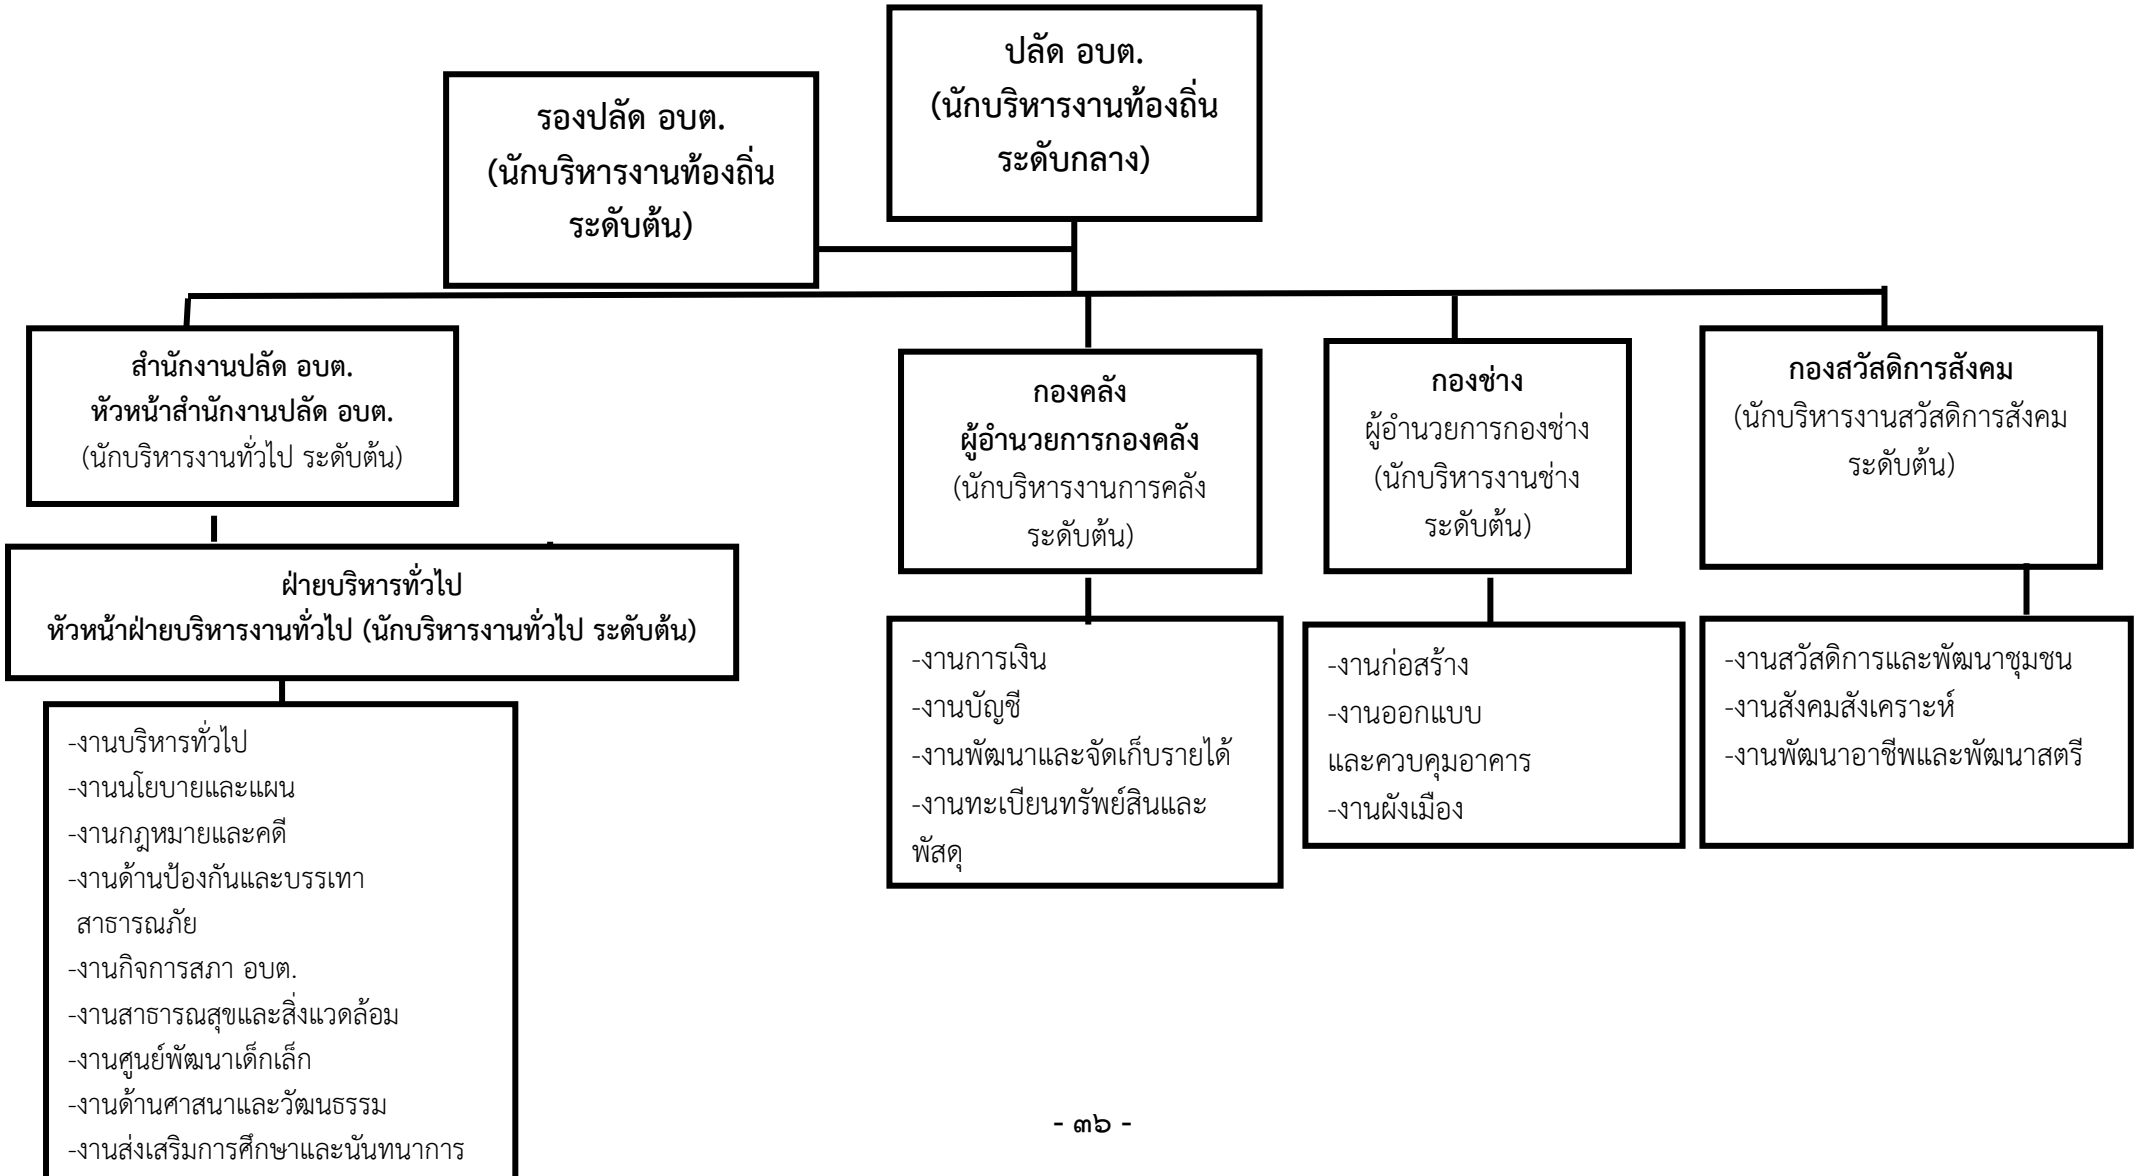 ปลัด อบต.
(นักบริหารงานท้องถิ่น
ระดับกลาง)
รองปลัด อบต.
(นักบริหารงานท้องถิ่น
ระดับต้น)
สำนักงานปลัด อบต.
หัวหน้าสำนักงานปลัด อบต.
(นักบริหารงานทั่วไป ระดับต้น)
กองคลัง
ผู้อำนวยการกองคลัง
(นักบริหารงานการคลัง
ระดับต้น)
กองช่าง
ผู้อำนวยการกองช่าง
(นักบริหารงานช่าง
ระดับต้น)
กองสวัสดิการสังคม
(นักบริหารงานสวัสดิการสังคม
ระดับต้น)
ฝ่ายบริหารทั่วไป
หัวหน้าฝ่ายบริหารงานทั่วไป (นักบริหารงานทั่วไป ระดับต้น)
-งานบริหารทั่วไป
-งานนโยบายและแผน
-งานกฎหมายและคดี
-งานด้านป้องกันและบรรเทา
สาธารณภัย
-งานกิจการสภา อบต.
-งานสาธารณสุขและสิ่งแวดล้อม
-งานศูนย์พัฒนาเด็กเล็ก
-งานด้านศาสนาและวัฒนธรรม
-งานส่งเสริมการศึกษาและนันทนาการ
-งานการเงิน
-งานบัญชี
-งานพัฒนาและจัดเก็บรายได้
-งานทะเบียนทรัพย์สินและ
พัสดุ
-งานก่อสร้าง
-งานออกแบบ
และควบคุมอาคาร
-งานผังเมือง
-งานสวัสดิการและพัฒนาชุมชน
-งานสังคมสังเคราะห์
-งานพัฒนาอาชีพและพัฒนาสตรี
- ๓๖ -